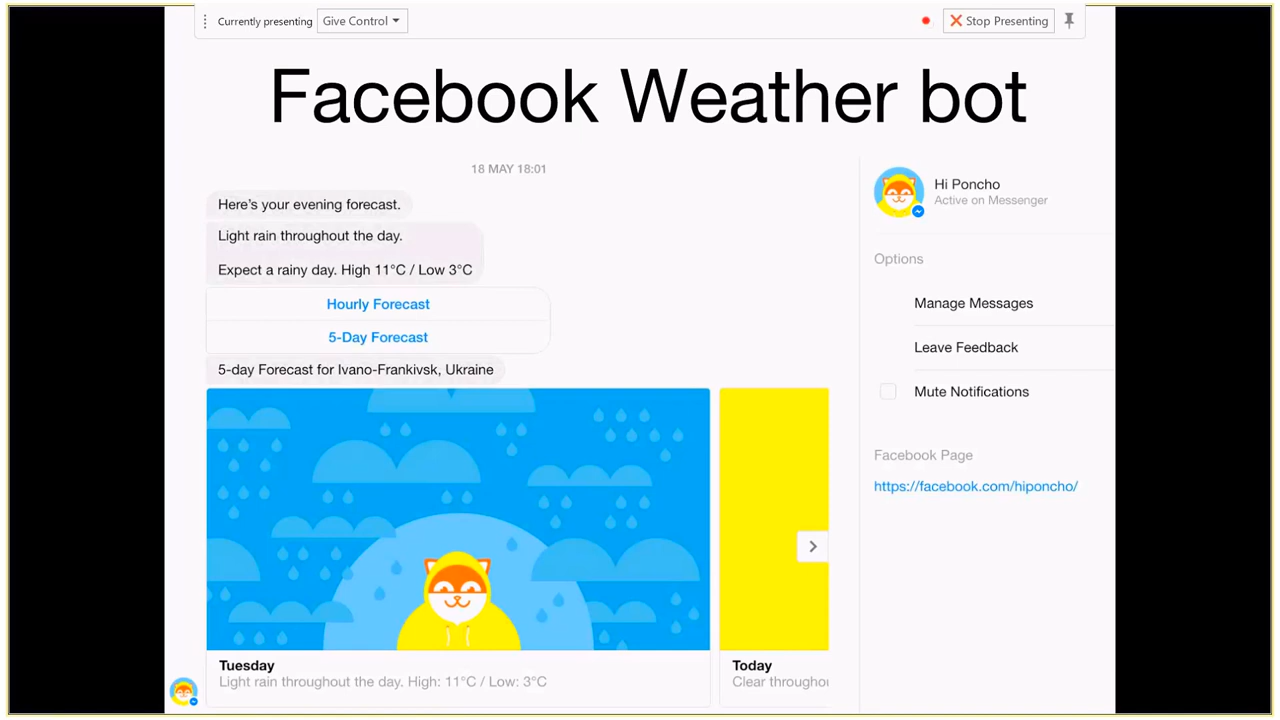 Currently presenting
Give Control
Stop Presenting
Facebook Weather bot
18 MAY 18:01
Here's your evening forecast.
Light rain throughout the day.
Expect a rainy day. High 11°C / Low 3°C
Hourly Forecast
5-Day Forecast
5-day Forecast for Ivano-Frankivsk, Ukraine
Tuesday
Light rain throughout the day. High: 11°C / Low: 3°C
Today
Clear
Hi Poncho
Active on Messenger
Options
Manage Messages
Leave Feedback
Mute Notifications
Facebook Page
https://facebook.com/hiponcho/